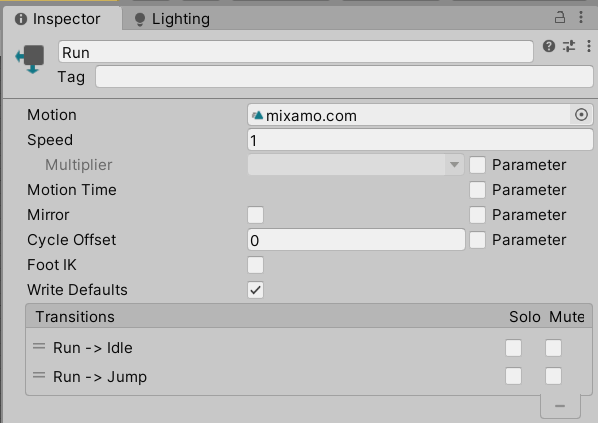 Inspector Lighting
Run
Tag
Motion mixamo.com
Speed 1
Multiplier Parameter
Motion Time Parameter
Mirror Parameter
Cycle Offset 0 Parameter
Foot IK
Write Defaults
Transitions Solo Mute
Run -> Idle
Run -> Jump